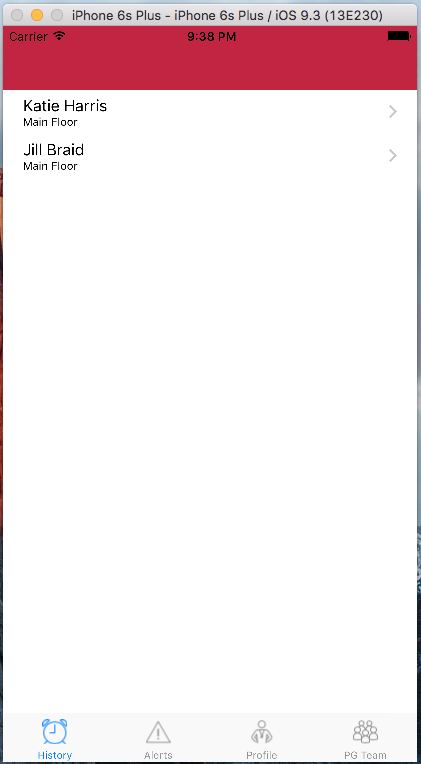 iPhone 6s Plus - iPhone 6s Plus / iOS 9.3 (13E230)
Carrier 9:38 PM
Katie Harris
Main Floor
Jill Braid
Main Floor
History Alerts Profile PG Team